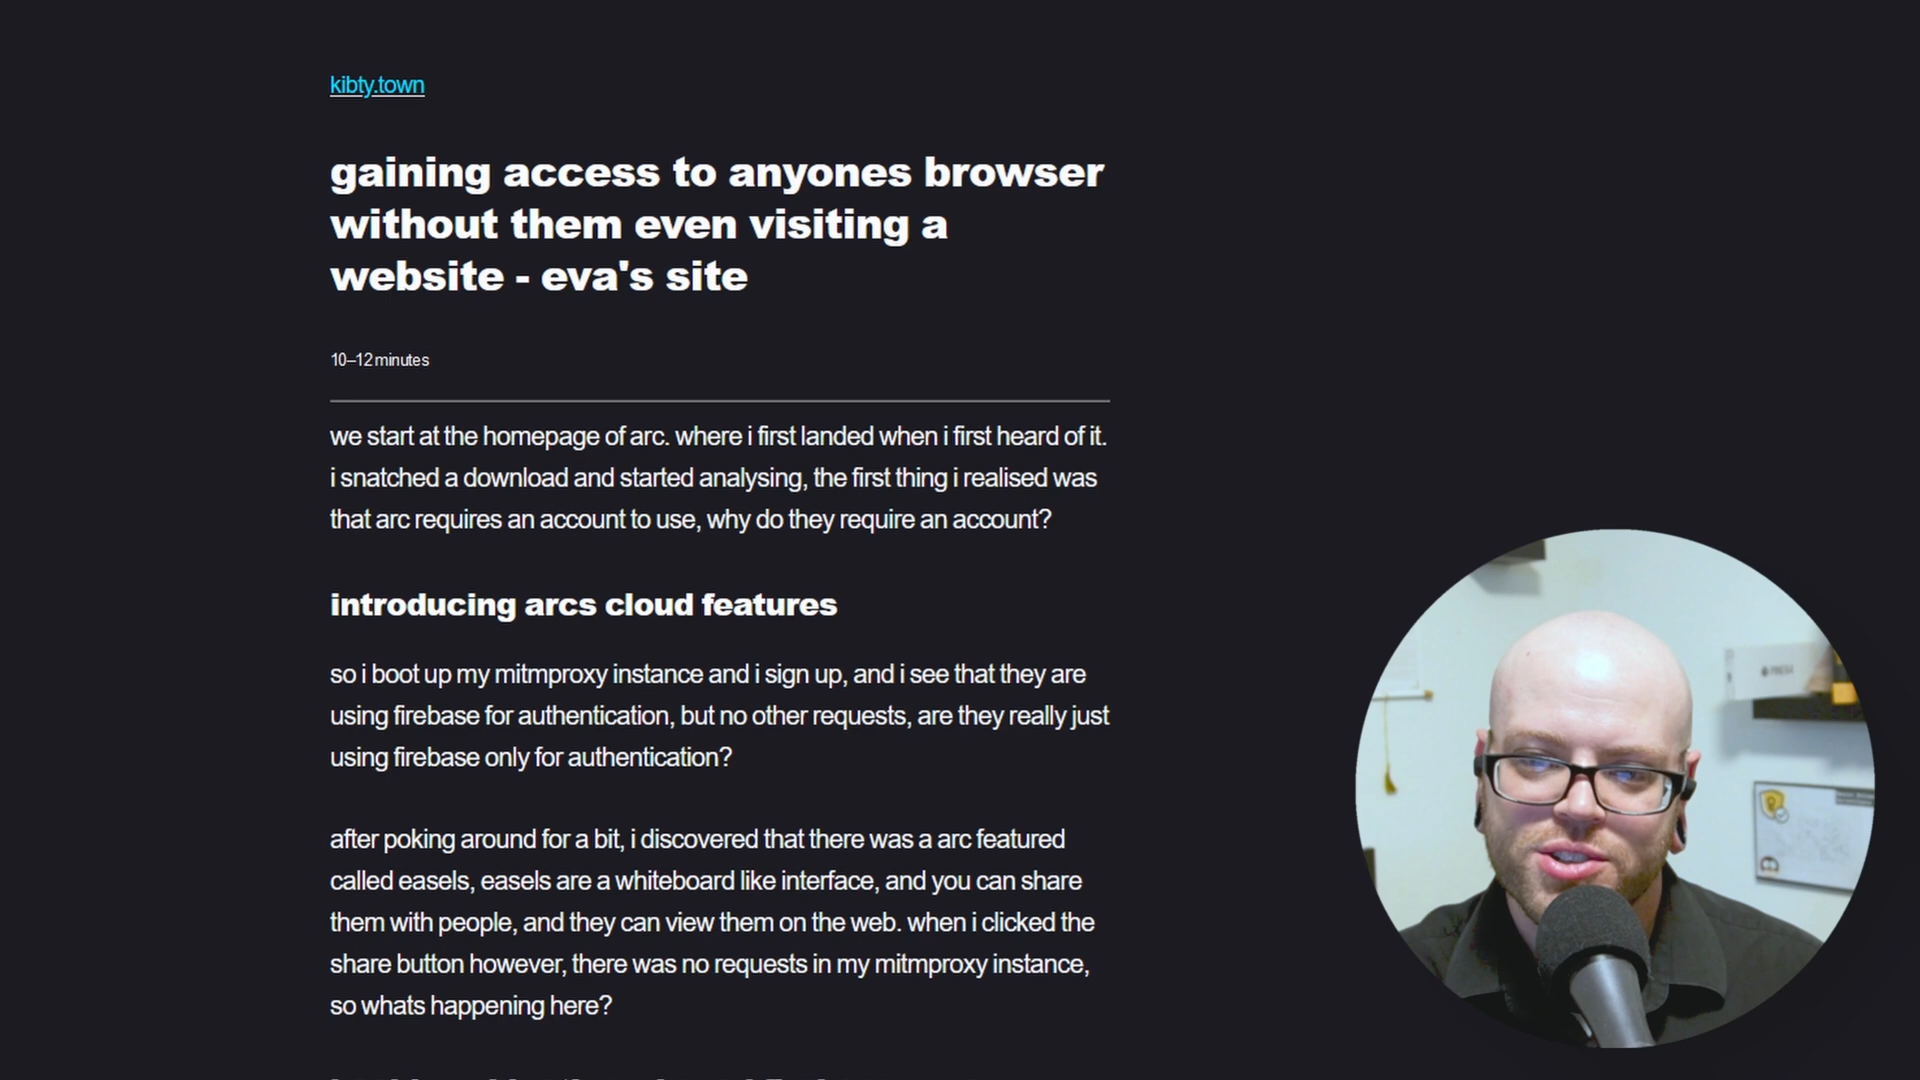 kibty.town
gaining access to anyones browser
without them even visiting a
website - eva's site
10–12 minutes
we start at the homepage of arc. where i first landed when i first heard of it.
i snatched a download and started analysing, the first thing i realised was
that arc requires an account to use, why do they require an account?
introducing arcs cloud features
so i boot up my mitmproxy instance and i sign up, and i see that they are
using firebase for authentication, but no other requests, are they really just
using firebase only for authentication?
after poking around for a bit, i discovered that there was a arc featured
called easels, easels are a whiteboard like interface, and you can share
them with people, and they can view them on the web. when i clicked the
share button however, there was no requests in my mitmproxy instance,
so whats happening here?